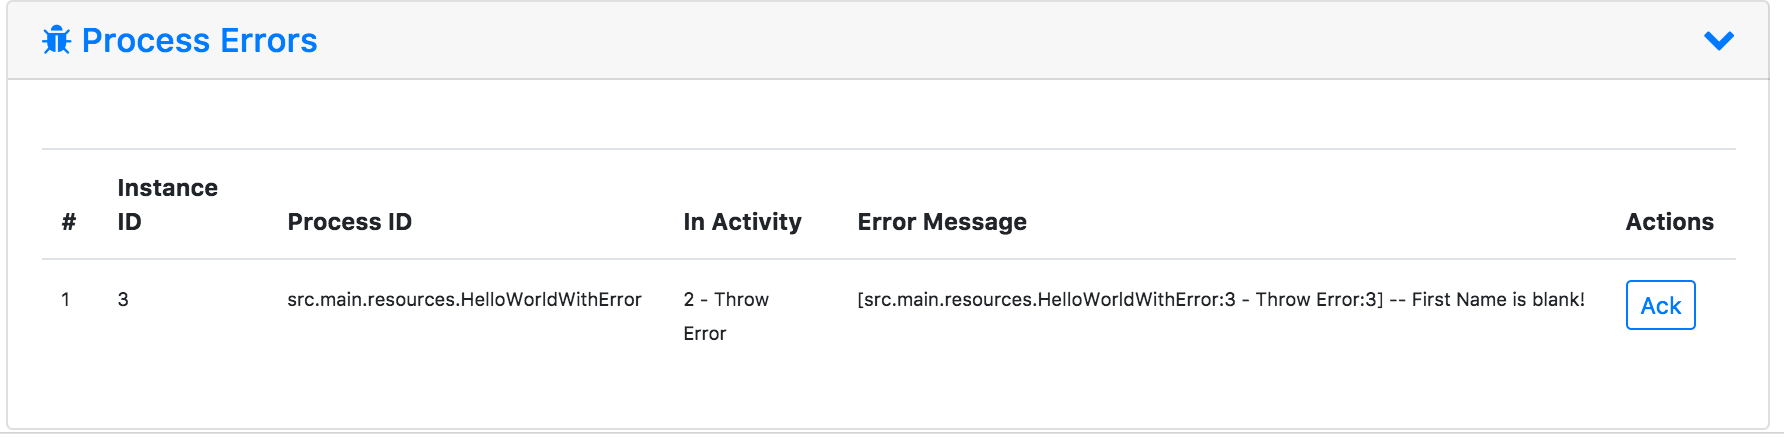 Process Errors
# Instance ID Process ID In Activity Error Message Actions
1 3 src.main.resources.HelloWorldWithError 2 - Throw Error [src.main.resources.HelloWorldWithError:3 - Throw Error:3] -- First Name is blank! Ack